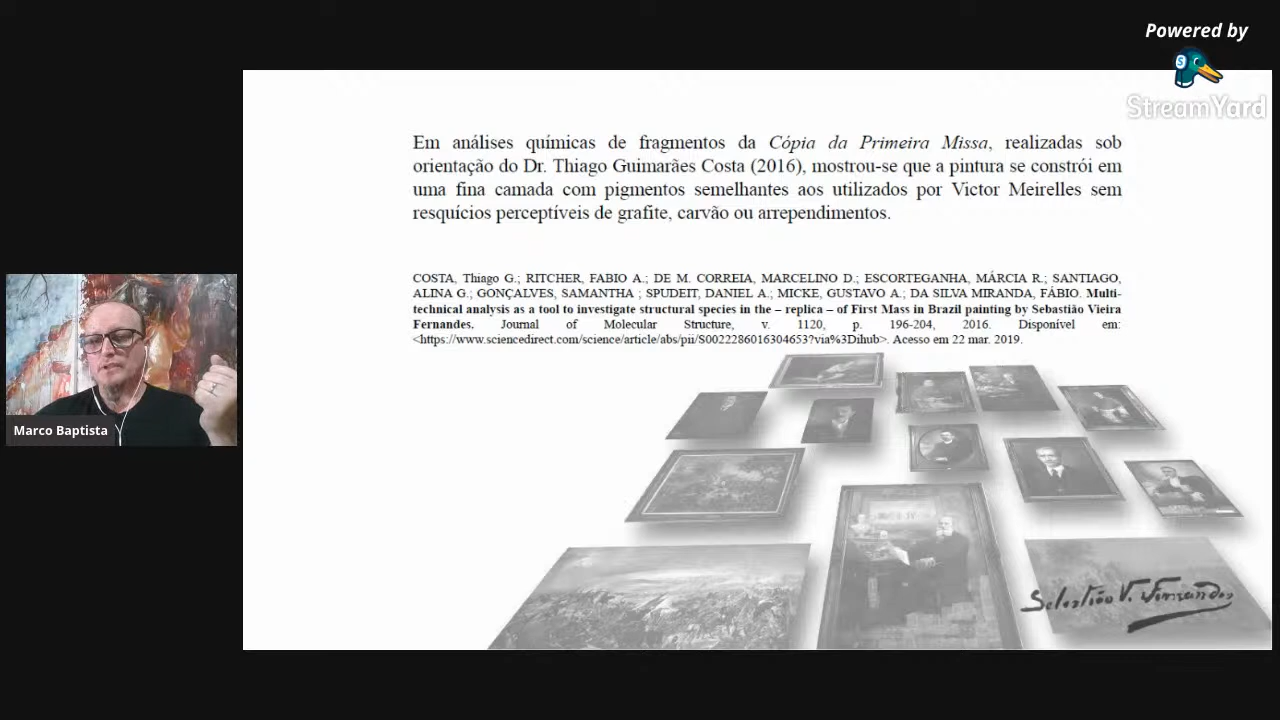 Powered by
StreamYard
Em análises químicas de fragmentos da Cópia da Primeira Missa, realizadas sob
orientação do Dr. Thiago Guimarães Costa (2016), mostrou-se que a pintura se constrói em
uma fina camada com pigmentos semelhantes aos utilizados por Victor Meirelles sem
resquícios perceptíveis de grafite, carvão ou arrependimentos.
COSTA, Thiago G.; RITCHER, FABIO A.; DE M. CORREIA, MARCELINO D.; ESCORTEGANHA, MÁRCIA R.; SANTIAGO,
ALINA G.; GONÇALVES, SAMANTHA ; SPUDEIT, DANIEL A.; MICKE, GUSTAVO A.; DA SILVA MIRANDA, FÁBIO. Multi-
technical analysis as a tool to investigate structural species in the – replica – of First Mass in Brazil painting by Sebastião Vieira
Fernandes. Journal of Molecular Structure, v. 1120, p. 196-204, 2016. Disponível em:
<https://www.sciencedirect.com/science/article/abs/pii/S0022286016304653?via%3Dihub>. Acesso em 22 mar. 2019.
Marco Baptista
Sebastião V. Fernandes